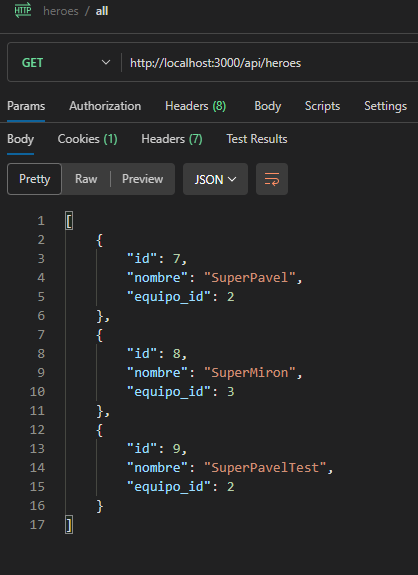 HTTP heroes / all
GET http://localhost:3000/api/heroes
Params Authorization Headers (8) Body Scripts Settings
Body Cookies (1) Headers (7) Test Results
Pretty Raw Preview JSON
1 [
2 {
3 "id": 7,
4 "nombre": "SuperPavel",
5 "equipo_id": 2
6 },
7 {
8 "id": 8,
9 "nombre": "SuperMiron",
10 "equipo_id": 3
11 },
12 {
13 "id": 9,
14 "nombre": "SuperPavelTest",
15 "equipo_id": 2
16 }
17 ]